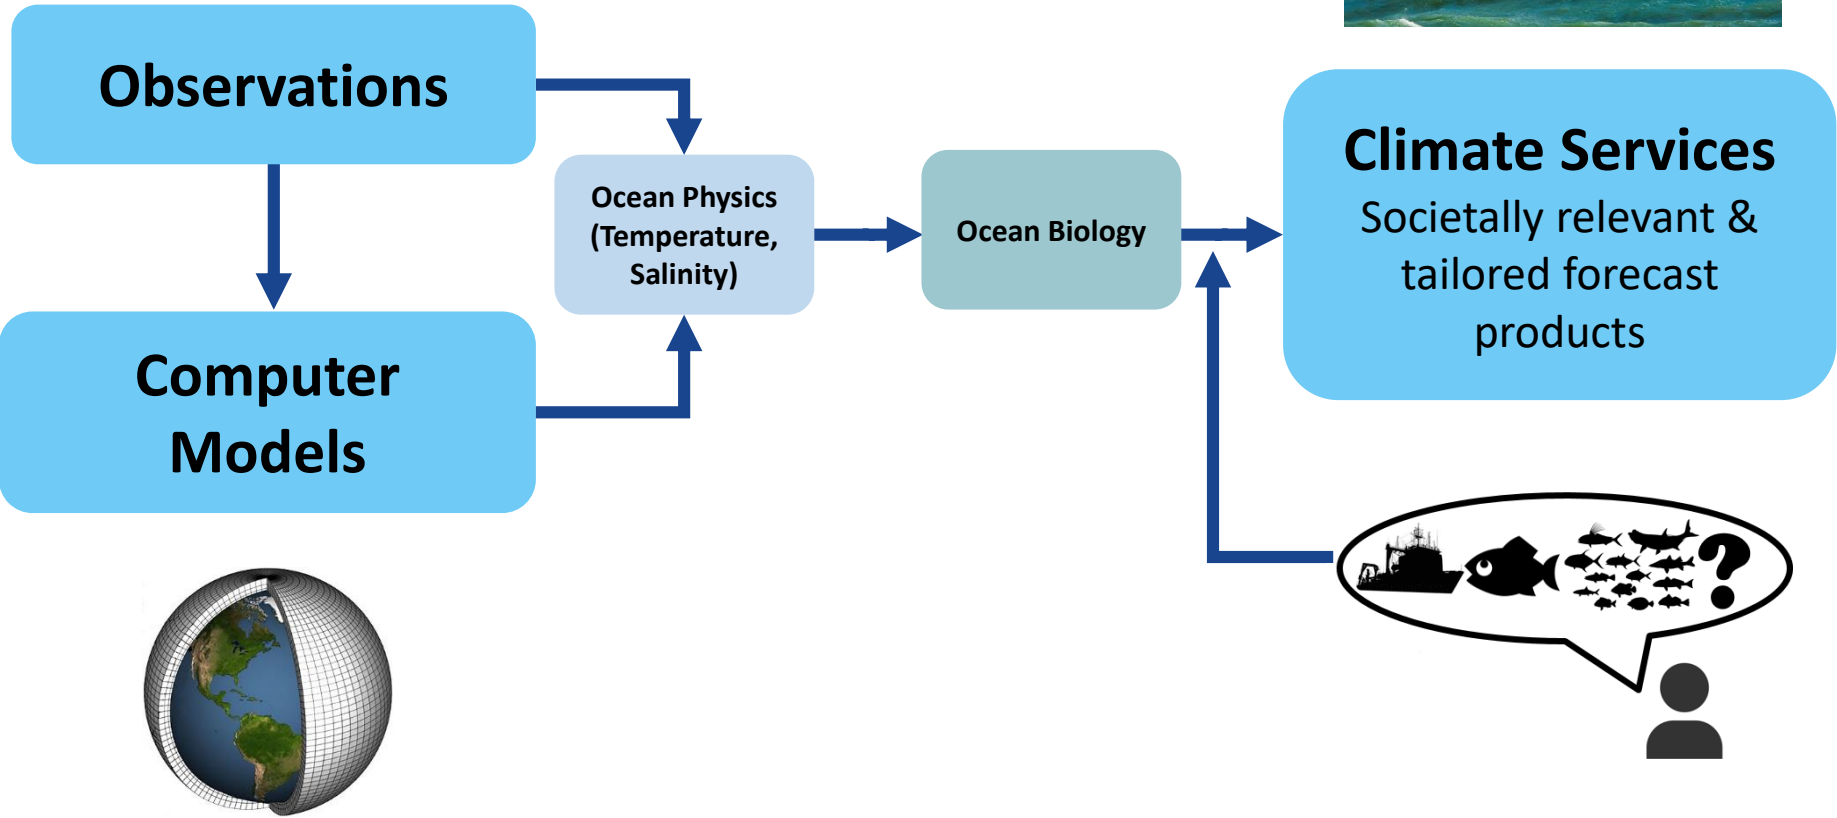 Observations
Computer
Models
Ocean Physics
(Temperature,
Salinity)
Ocean Biology
Climate Services
Societally relevant &
tailored forecast
products
?